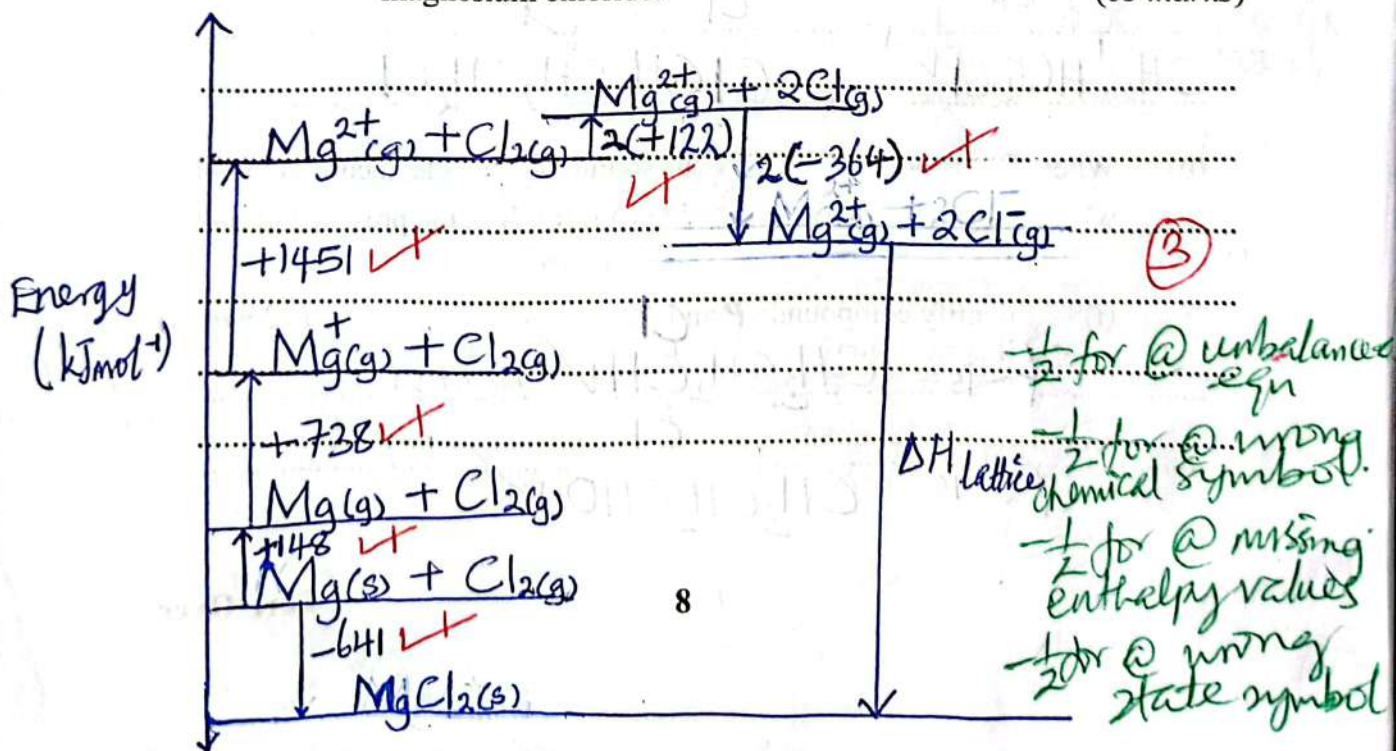 (03 marks)
Mg²⁺(g) + 2Cl(g)
Mg²⁺(g) + Cl₂(g)
2(+122)
2(-364)
Mg²⁺(g) + 2Cl⁻(g)
+1451
3
Energy
(kJmol⁻¹)
Mg⁺(g) + Cl₂(g)
+738
ΔH lattice
Mg(g) + Cl₂(g)
+148
Mg(s) + Cl₂(g)
-641
MgCl₂(s)
8
-½ for @ unbalanced
eqn
-½ for @ wrong
chemical symbol.
-½ for @ missing
enthalpy values
-½ for @ wrong
state symbol